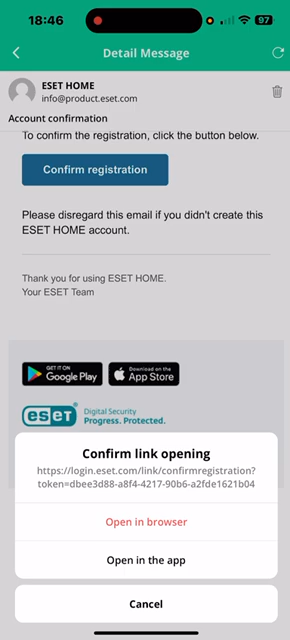 18:46
97
Detail Message
ESET HOME
info@product.eset.com
Account confirmation
To confirm the registration, click the button below.
Confirm registration
Please disregard this email if you didn't create this
ESET HOME account.
Thank you for using ESET HOME.
Your ESET Team
GET IT ON
Google Play
Download on the
App Store
eseT
Digital Security
Progress. Protected.
Confirm link opening
https://login.eset.com/link/confirmregistration?
token=dbee3d88-a8f4-4217-90b6-a2fde1621b04
Open in browser
Open in the app
Cancel